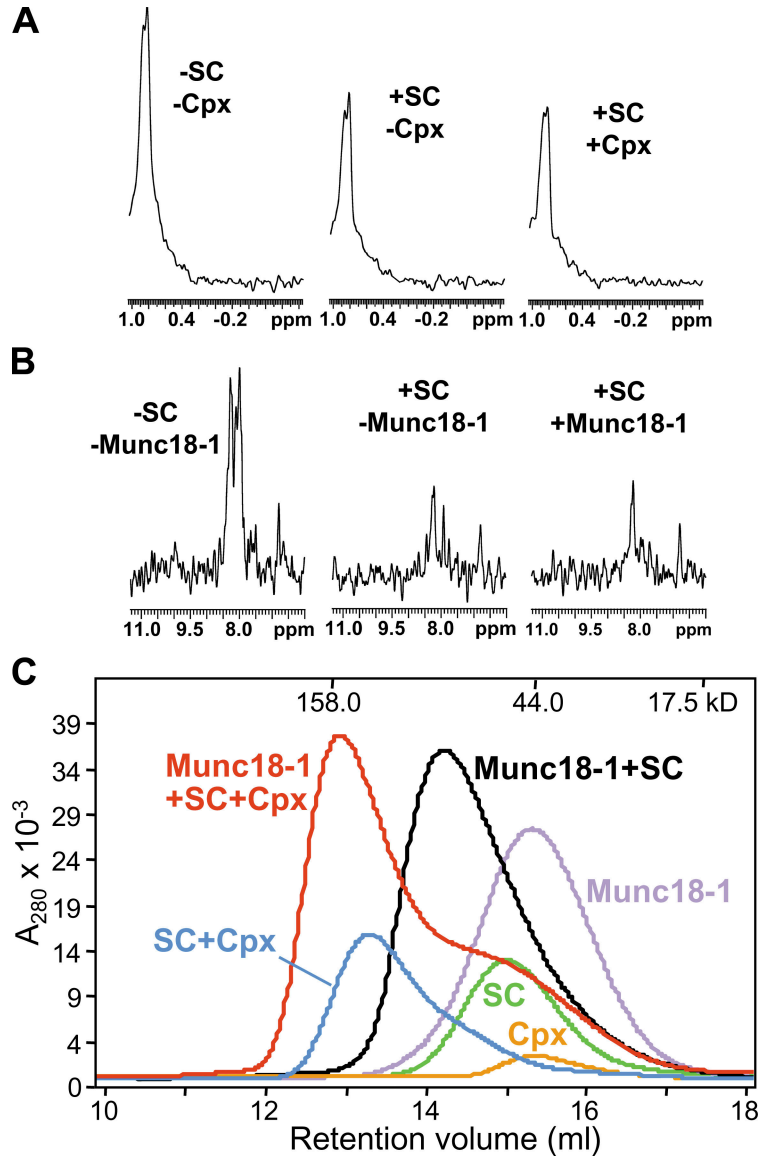 A
-SC
-Cpx
+SC
-Cpx
+SC
+Cpx
1.0 0.4 -0.2 ppm
1.0 0.4 -0.2 ppm
1.0 0.4 -0.2 ppm
B
-SC
-Munc18-1
+SC
-Munc18-1
+SC
+Munc18-1
11.0 9.5 8.0 ppm
11.0 9.5 8.0 ppm
11.0 9.5 8.0 ppm
C
158.0 44.0 17.5 kD
39
34
29
24
19
14
9
4
0
A280 x 10-3
Munc18-1
+SC+Cpx
Munc18-1+SC
Munc18-1
SC+Cpx
SC
Cpx
10 12 14 16 18
Retention volume (ml)